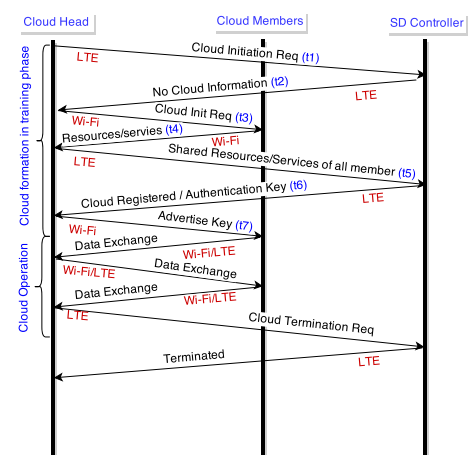 Cloud Head
Cloud Members
SD Controller
Cloud Initiation Req (t1)
LTE
No Cloud Information (t2)
LTE
Cloud Init Req (t3)
Wi-Fi
Resources/servies (t4)
Wi-Fi
LTE
Shared Resources/Services of all member (t5)
Cloud Registered / Authentication Key (t6)
LTE
Wi-Fi
Advertise Key (t7)
Data Exchange
Wi-Fi/LTE
Wi-Fi/LTE
Data Exchange
Data Exchange
Wi-Fi/LTE
LTE
Cloud Termination Req
Terminated
LTE
Cloud formation in training phase
Cloud Operation